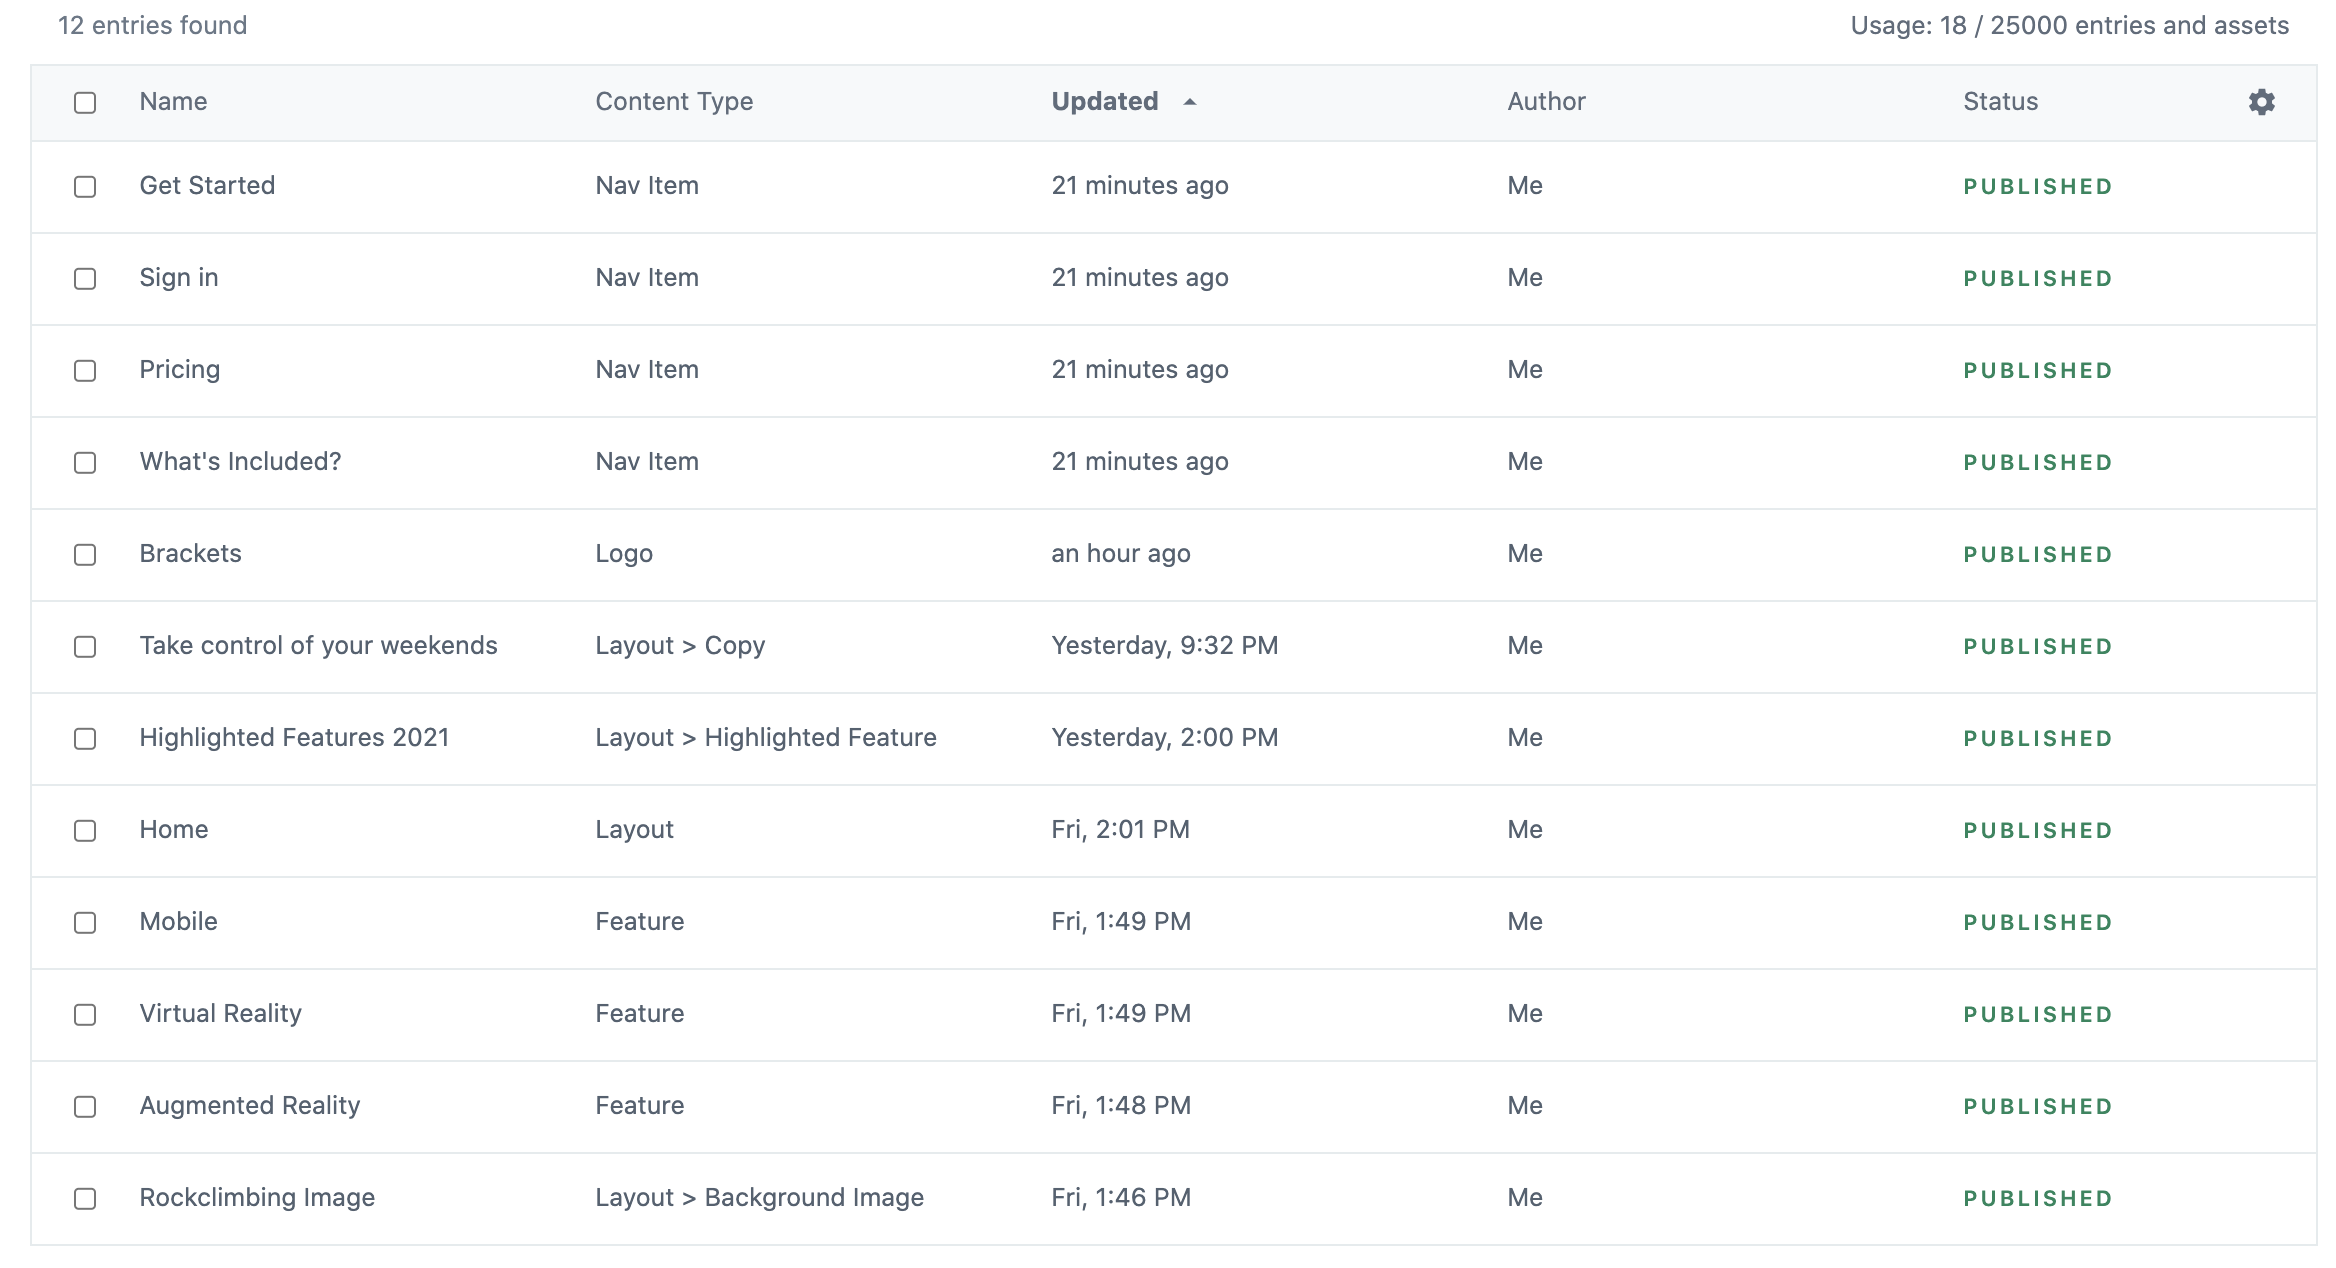 12 entries found Usage: 18 / 25000 entries and assets
Name Content Type Updated Author Status
Get Started Nav Item 21 minutes ago Me PUBLISHED
Sign in Nav Item 21 minutes ago Me PUBLISHED
Pricing Nav Item 21 minutes ago Me PUBLISHED
What's Included? Nav Item 21 minutes ago Me PUBLISHED
Brackets Logo an hour ago Me PUBLISHED
Take control of your weekends Layout > Copy Yesterday, 9:32 PM Me PUBLISHED
Highlighted Features 2021 Layout > Highlighted Feature Yesterday, 2:00 PM Me PUBLISHED
Home Layout Fri, 2:01 PM Me PUBLISHED
Mobile Feature Fri, 1:49 PM Me PUBLISHED
Virtual Reality Feature Fri, 1:49 PM Me PUBLISHED
Augmented Reality Feature Fri, 1:48 PM Me PUBLISHED
Rockclimbing Image Layout > Background Image Fri, 1:46 PM Me PUBLISHED